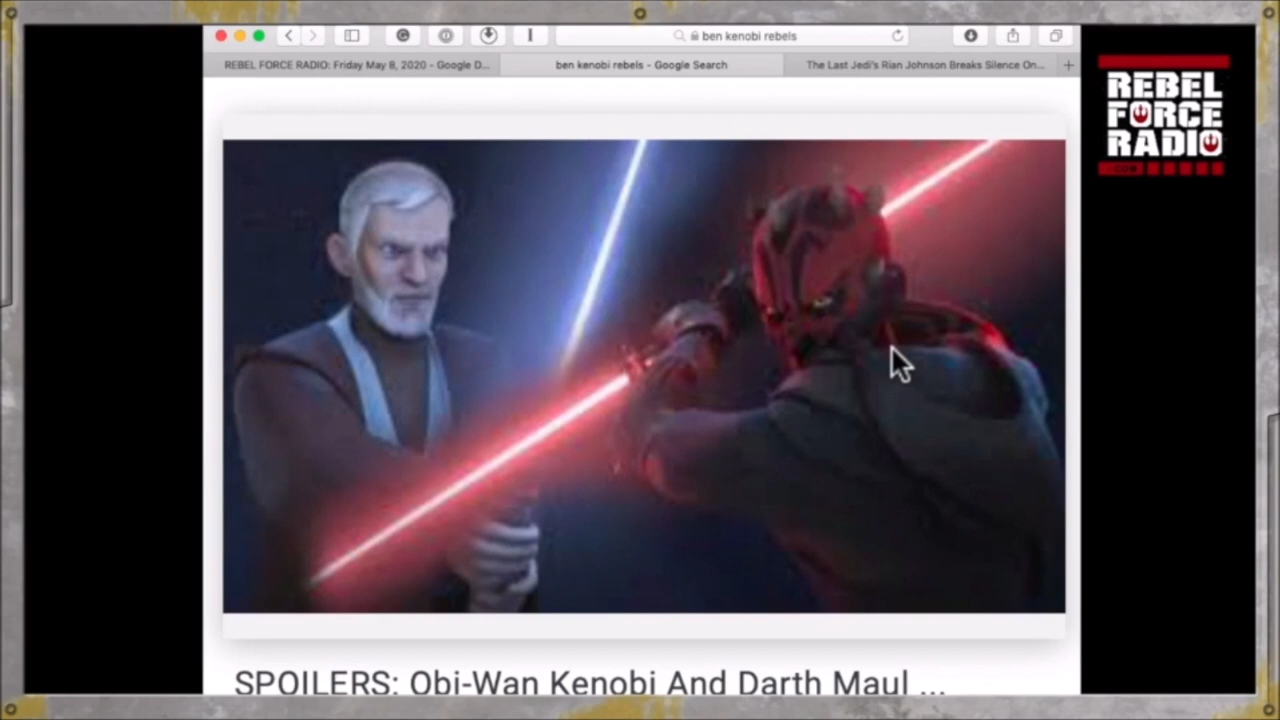 ben kenobi rebels
REBEL FORCE RADIO: Friday May 8, 2020 - Google D...
ben kenobi rebels - Google Search
The Last Jedi's Rian Johnson Breaks Silence On...
REBEL
FORCE
RADIO
SPOILERS: Obi-Wan Kenobi And Darth Maul ...